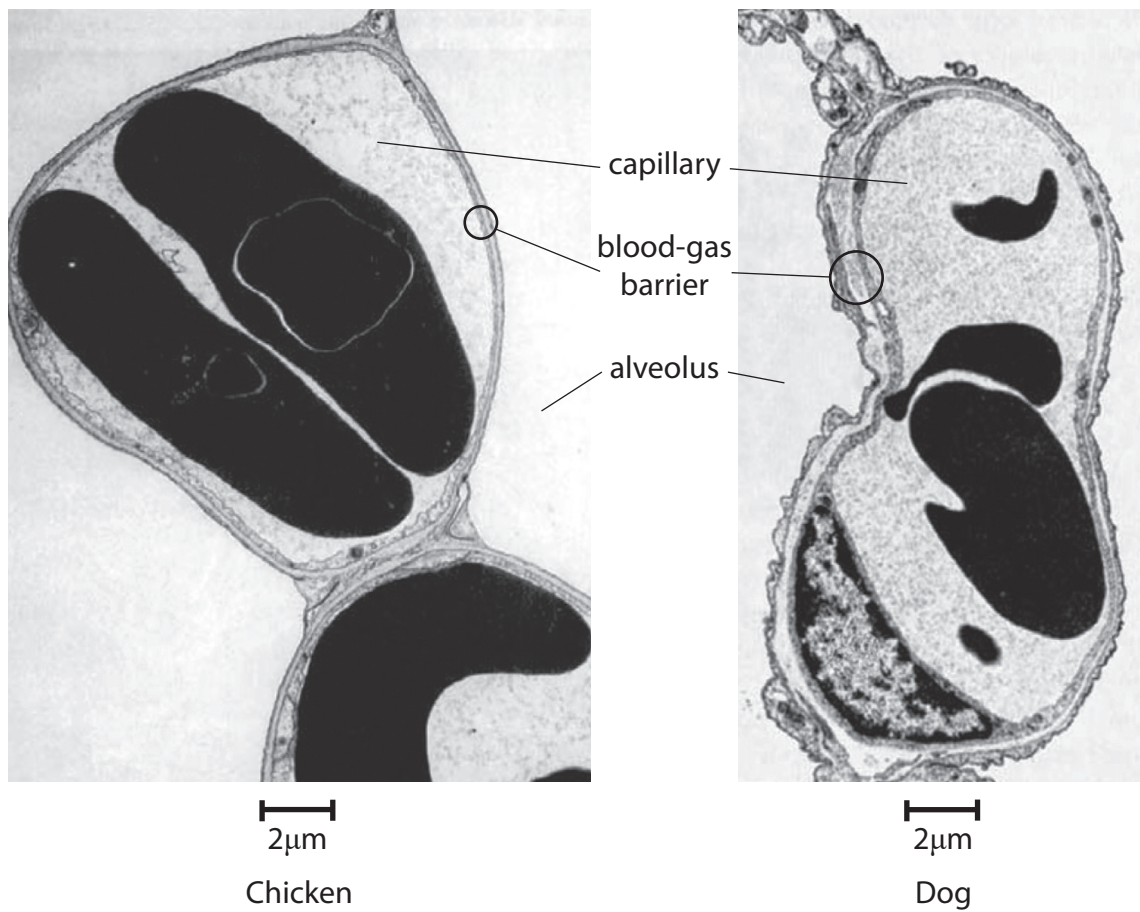 capillary
blood-gas
barrier
alveolus
2μm
2μm
Chicken
Dog